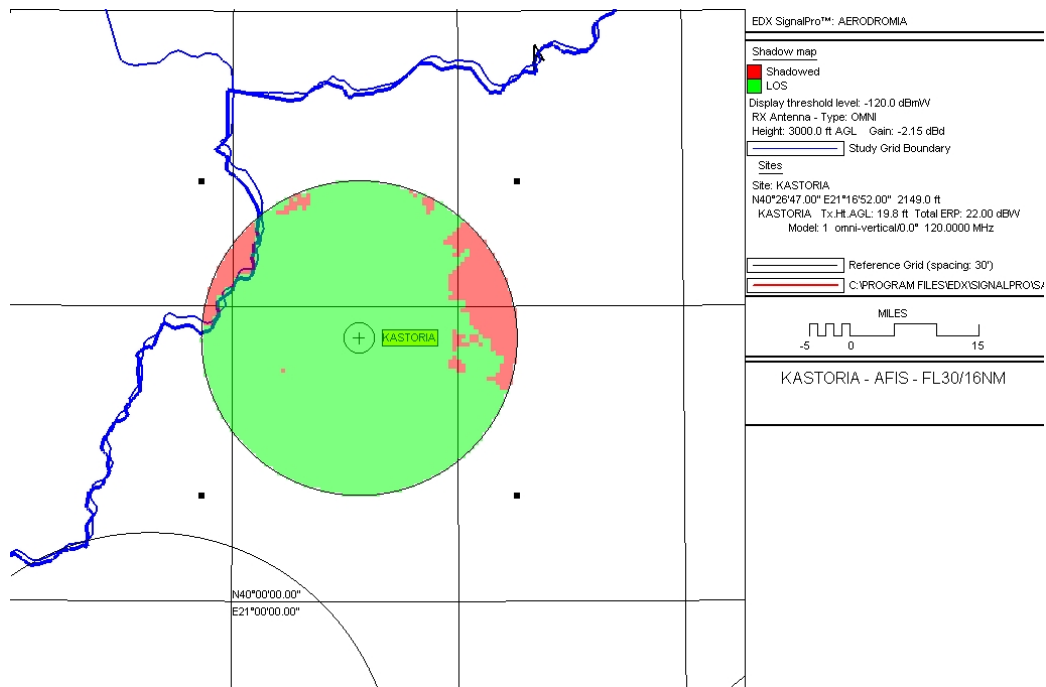 EDX SignalPro™: AERODROMIA
Shadow map
Shadowed
LOS
Display threshold level: -120.0 dBmW
RX Antenna - Type: OMNI
Height: 3000.0 ft AGL Gain: -2.15 dBd
Study Grid Boundary
Sites
Site: KASTORIA
N40°26'47.00" E21°16'52.00" 2149.0 ft
KASTORIA Tx.Ht.AGL: 19.8 ft Total ERP: 22.00 dBW
Model: 1 omni-vertical/0.0° 120.0000 MHz
Reference Grid (spacing: 30')
C:\PROGRAM FILES\EDX\SIGNALPRO\SA
MILES
-5 0 15
KASTORIA - AFIS - FL30/16NM
KASTORIA
N40°00'00.00"
E21°00'00.00"